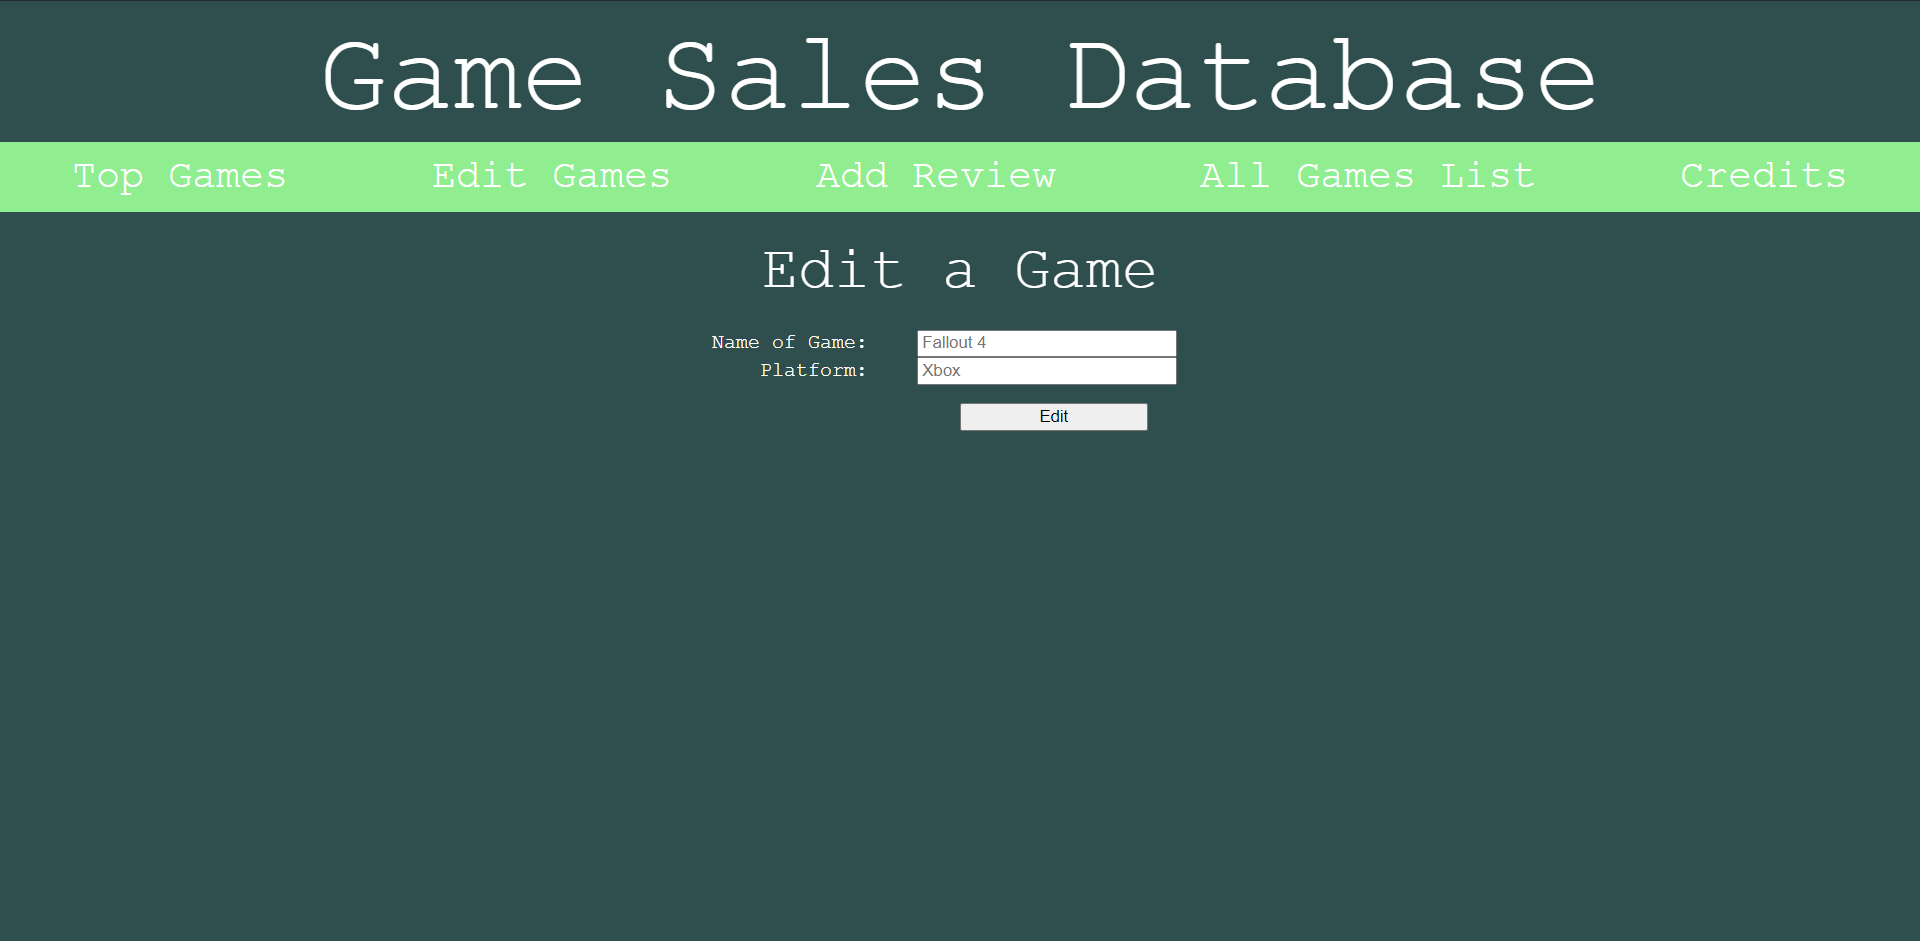 Game Sales Database
Top Games Edit Games Add Review All Games List Credits
Edit a Game
Name of Game: Fallout 4
Platform: Xbox
Edit